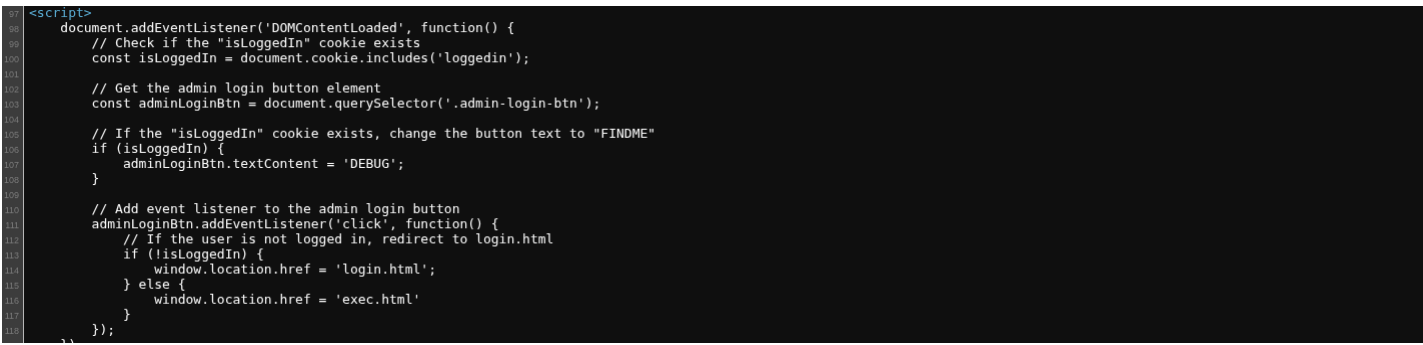 97 <script>
98     document.addEventListener('DOMContentLoaded', function() {
99         // Check if the "isLoggedIn" cookie exists
100         const isLoggedIn = document.cookie.includes('loggedin');
101
102         // Get the admin login button element
103         const adminLoginBtn = document.querySelector('.admin-login-btn');
104
105         // If the "isLoggedIn" cookie exists, change the button text to "FINDME"
106         if (isLoggedIn) {
107             adminLoginBtn.textContent = 'DEBUG';
108         }
109
110         // Add event listener to the admin login button
111         adminLoginBtn.addEventListener('click', function() {
112             // If the user is not logged in, redirect to login.html
113             if (!isLoggedIn) {
114                 window.location.href = 'login.html';
115             } else {
116                 window.location.href = 'exec.html'
117             }
118         });